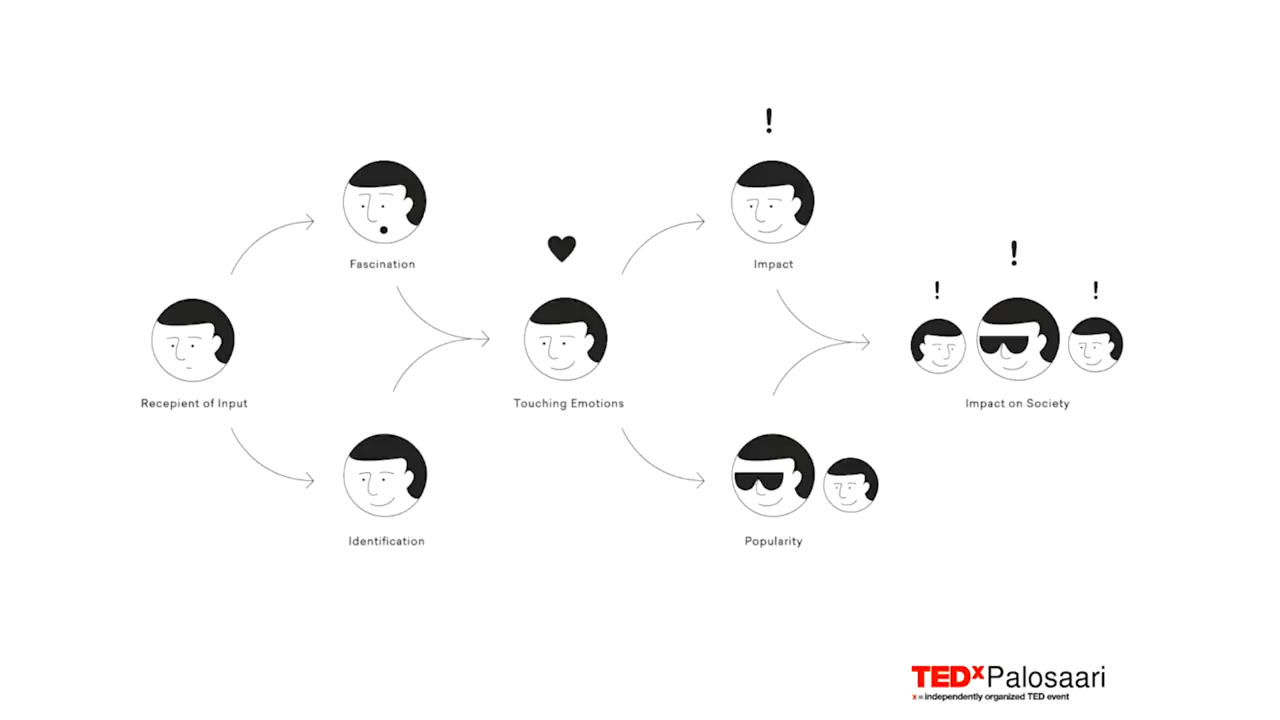 !
Fascination
Impact
!
!
!
Recepient of Input
Touching Emotions
Impact on Society
Identification
Popularity
TEDxPalosaari
x = independently organized TED event